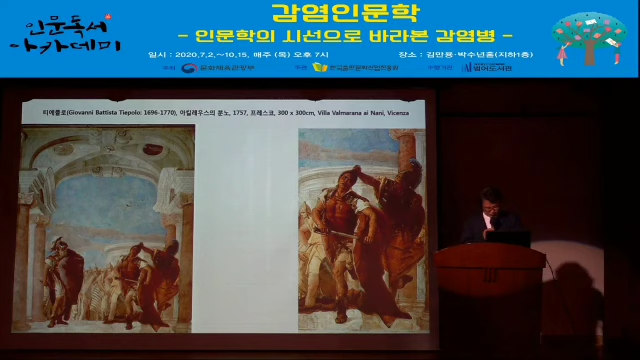 인문독서
아카데미
감염인문학
- 인문학의 시선으로 바라본 감염병 -
일시 : 2020.7.2,~10.15, 매주 (목) 오후 7시
장소 : 김만용·박수년홀(지하1층)
주최
문화체육관광부
주관
한국출판문화산업진흥원
티에폴로(Giovanni Battista Tiepolo: 1696-1770), 아킬레우스의 분노, 1757, 프레스코, 300 x 300cm, Villa Valmarana ai Nani, Vicenza